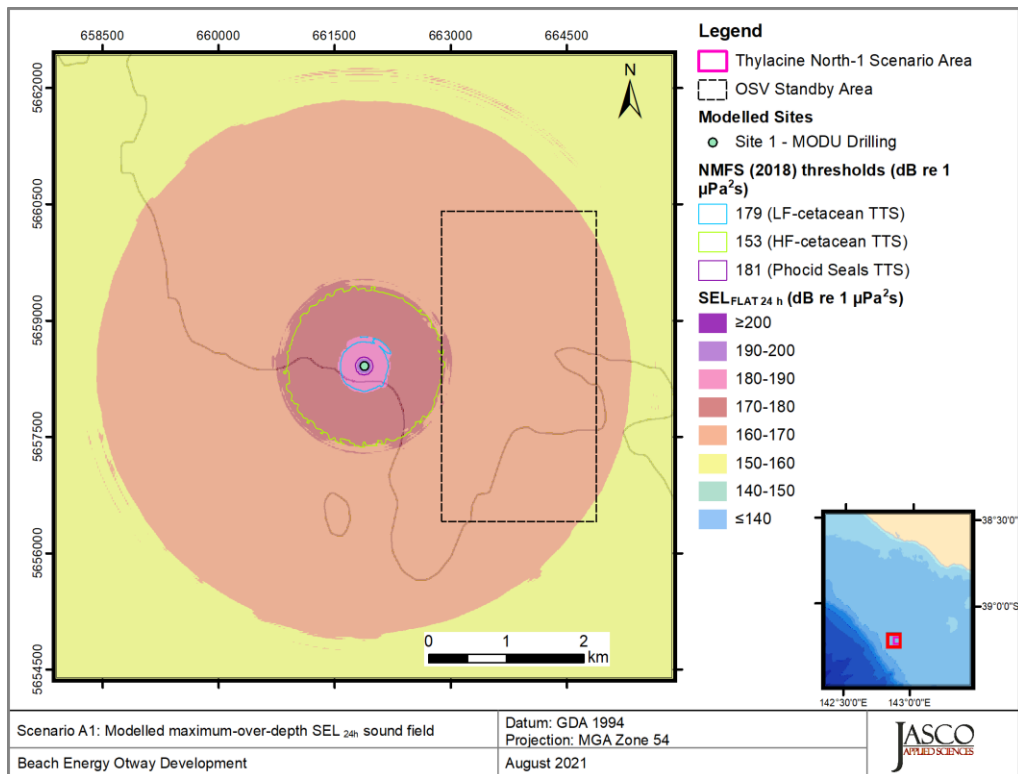 658500 660000 661500 663000 664500
5662000
5660500
5659000
5657500
5656000
5654500
N
0 1 2
km
Legend
Thylacine North-1 Scenario Area
OSV Standby Area
Modelled Sites
Site 1 - MODU Drilling
NMFS (2018) thresholds (dB re 1
µPa²s)
179 (LF-cetacean TTS)
153 (HF-cetacean TTS)
181 (Phocid Seals TTS)
SEL FLAT 24 h (dB re 1 µPa²s)
≥200
190-200
180-190
170-180
160-170
150-160
140-150
≤140
38°30'S
39°0'0"S
142°30'0"E 143°0'0"E
Scenario A1: Modelled maximum-over-depth SEL 24h sound field
Datum: GDA 1994
Projection: MGA Zone 54
Beach Energy Otway Development
August 2021
JASCO
APPLIED SCIENCES